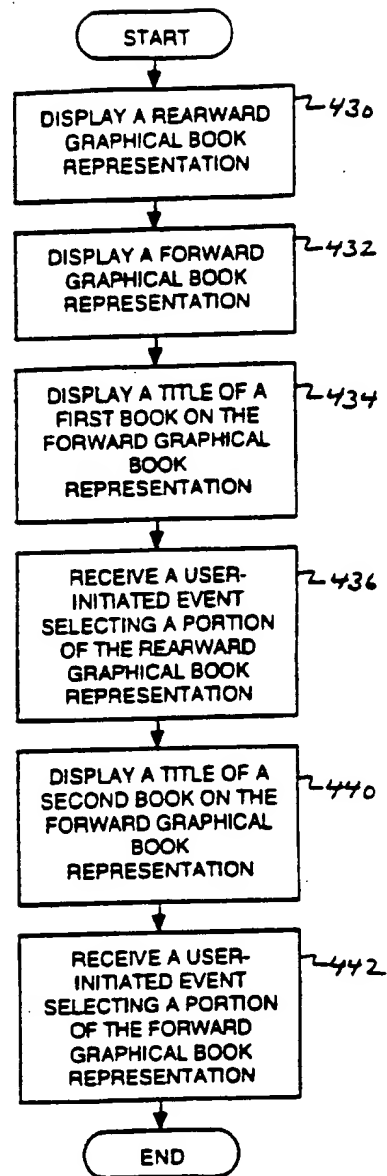 START
DISPLAY A REARWARD
GRAPHICAL BOOK
REPRESENTATION
430
DISPLAY A FORWARD
GRAPHICAL BOOK
REPRESENTATION
432
DISPLAY A TITLE OF A
FIRST BOOK ON THE
FORWARD GRAPHICAL
BOOK
REPRESENTATION
434
RECEIVE A USER-
INITIATED EVENT
SELECTING A PORTION
OF THE REARWARD
GRAPHICAL BOOK
REPRESENTATION
436
DISPLAY A TITLE OF A
SECOND BOOK ON THE
FORWARD GRAPHICAL
BOOK
REPRESENTATION
440
RECEIVE A USER-
INITIATED EVENT
SELECTING A PORTION
OF THE FORWARD
GRAPHICAL BOOK
REPRESENTATION
442
END